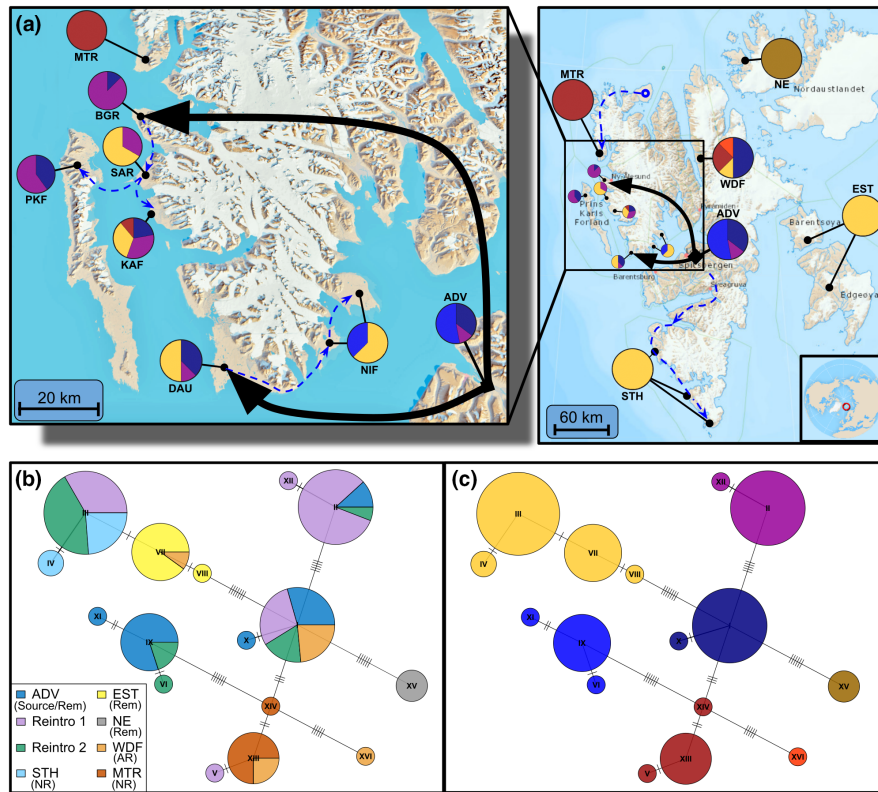 (a)
MTR
BGR
SAR
PKF
KAF
DAU
NIF
ADV
20 km
MTR
NE
Nordaustlandet
WDF
Ny-Ålesund
Pyramiden
EST
Prins
Karls
Forland
ADV
Barentsøya
Spitsbergen
Barentsburg
Sveagruva
Edgeøya
STH
60 km
(b)
III
IV
VII
VIII
XII
II
XI
IX
VI
X
XV
XIV
XIII
V
XVI
ADV
(Source/Rem)
EST
(Rem)
Reintro 1
NE
(Rem)
Reintro 2
WDF
(AR)
STH
(NR)
MTR
(NR)
(c)
III
IV
VII
VIII
XII
II
XI
IX
VI
X
I
XV
XIV
XIII
V
XVI